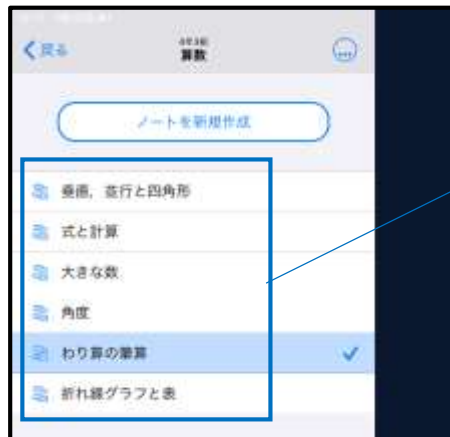 戻る
算数
ノートを新規作成
垂直，並行と四角形
式と計算
大きな数
角度
わり算の筆算
折れ線グラフと表